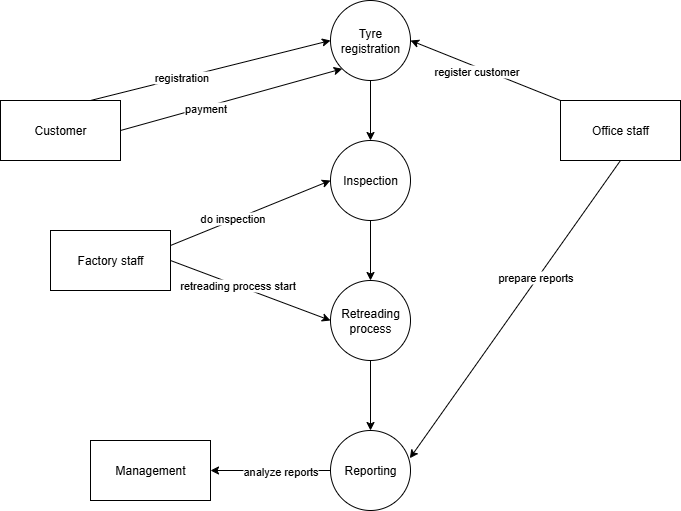 Tyre
registration
registration
register customer
payment
Customer
Office staff
Inspection
do inspection
Factory staff
prepare reports
retreading process start
Retreading
process
Management
analyze reports
Reporting